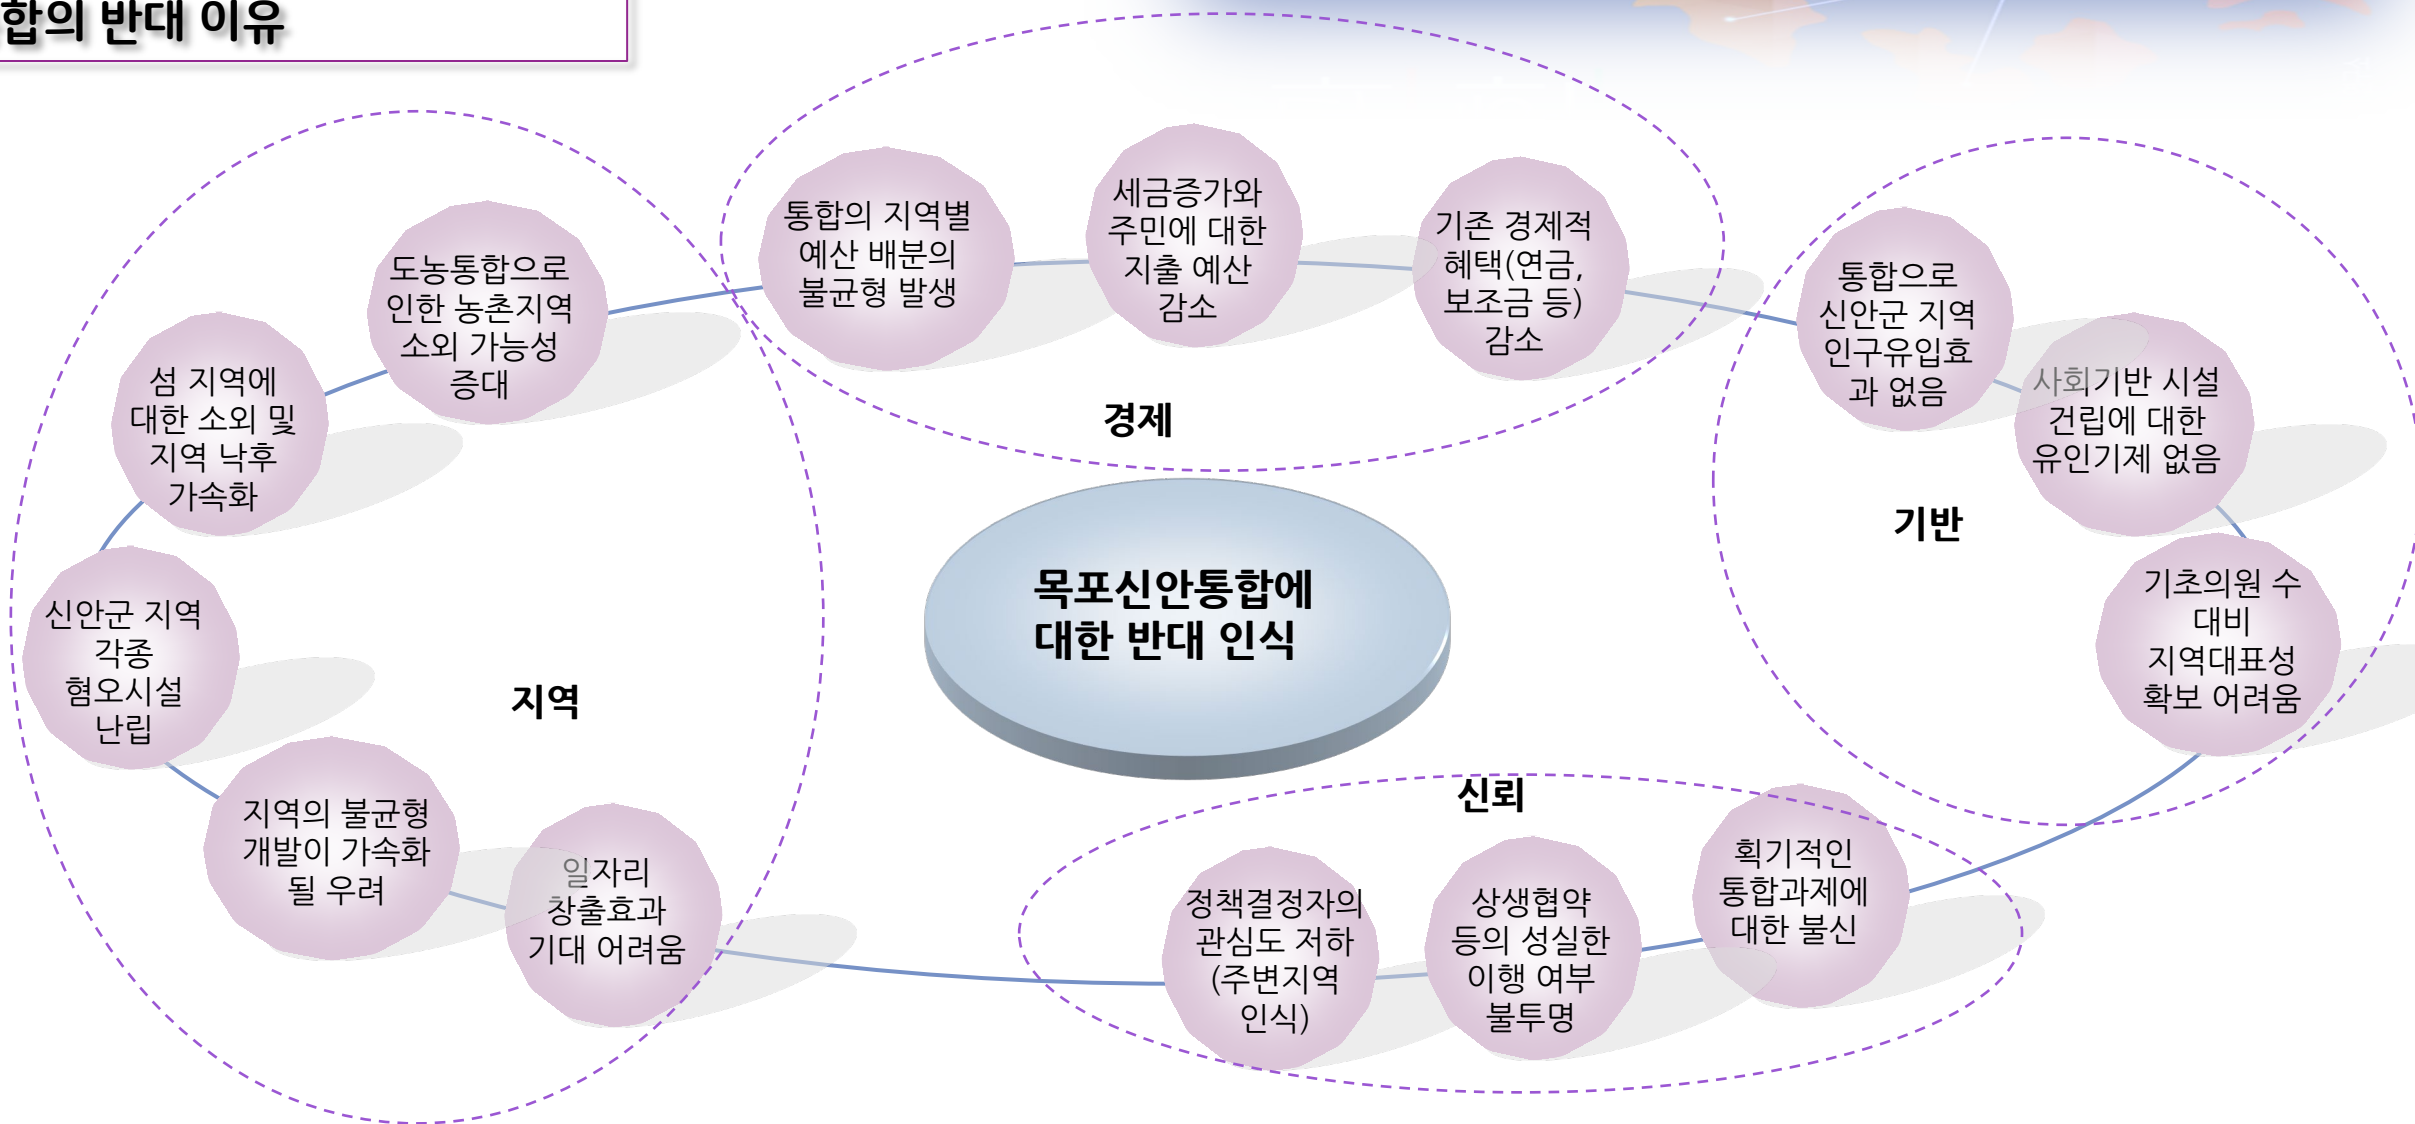 합의 반대 이유
통합의 지역별
예산 배분의
불균형 발생
세금증가와
주민에 대한
지출 예산
감소
기존 경제적
혜택(연금,
보조금 등)
감소
경제
도농통합으로
인한 농촌지역
소외 가능성
증대
섬 지역에
대한 소외 및
지역 낙후
가속화
신안군 지역
각종
혐오시설
난립
지역의 불균형
개발이 가속화
될 우려
일자리
창출효과
기대 어려움
지역
목포신안통합에
대한 반대 인식
통합으로
신안군 지역
인구유입효
과 없음
사회기반 시설
건립에 대한
유인기제 없음
기초의원 수
대비
지역대표성
확보 어려움
기반
신뢰
정책결정자의
관심도 저하
(주변지역
인식)
상생협약
등의 성실한
이행 여부
불투명
획기적인
통합과제에
대한 불신